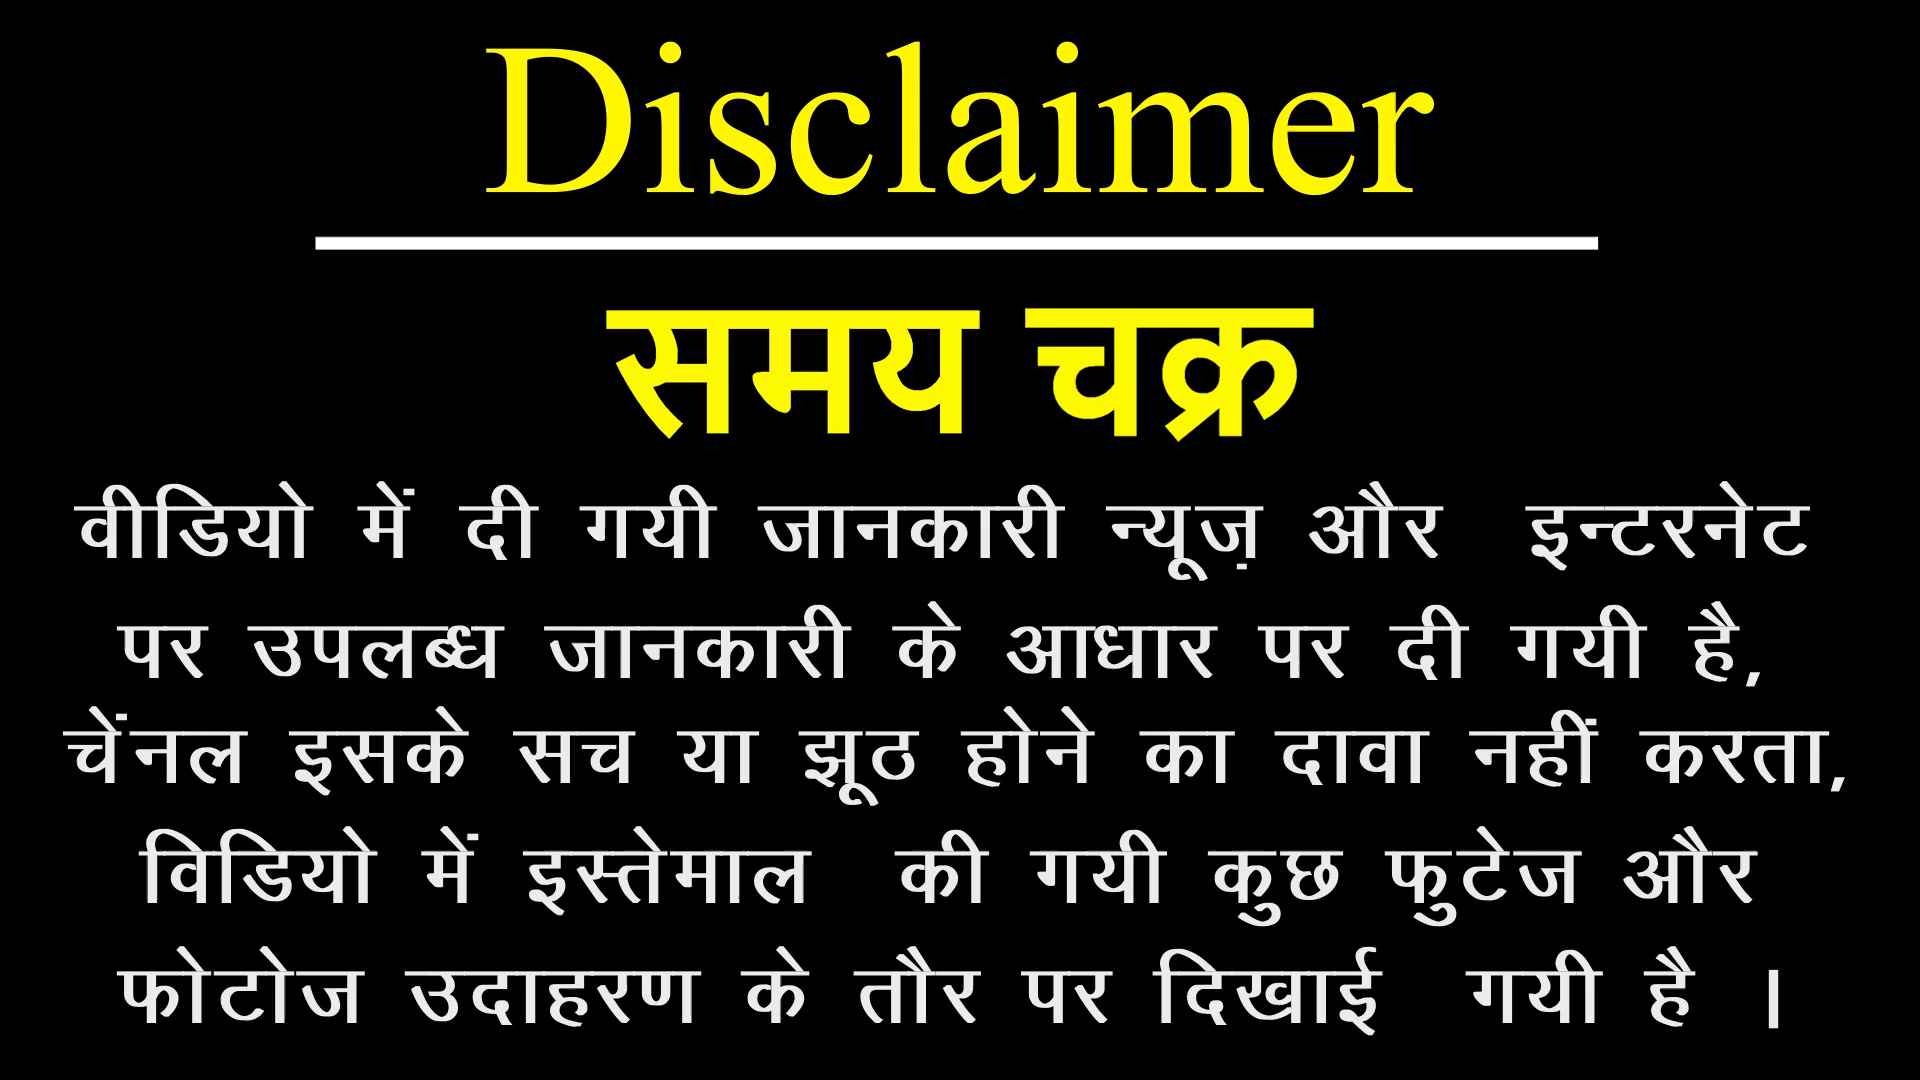 Disclaimer
समय चक्र
वीडियो में दी गयी जानकारी न्यूज़ और इन्टरनेट
पर उपलब्ध जानकारी के आधार पर दी गयी है,
चेंनल इसके सच या झूठ होने का दावा नहीं करता,
विडियो में इस्तेमाल की गयी कुछ फुटेज और
फोटोज उदाहरण के तौर पर दिखाई गयी है ।